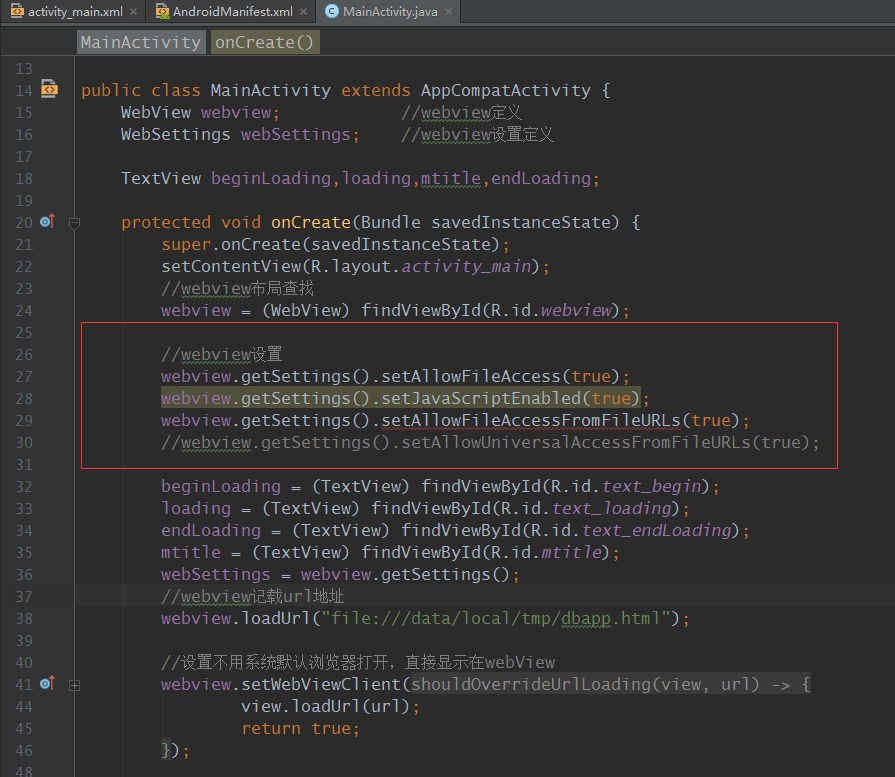 activity_main.xml × AndroidManifest.xml × MainActivity.java ×
MainActivity onCreate()
13
14 public class MainActivity extends AppCompatActivity {
15 WebView webview; //webview定义
16 WebSettings webSettings; //webview设置定义
17
18 TextView beginLoading,loading,mtitle,endLoading;
19
20 protected void onCreate(Bundle savedInstanceState) {
21 super.onCreate(savedInstanceState);
22 setContentView(R.layout.activity_main);
23 //webview布局查找
24 webview = (WebView) findViewById(R.id.webview);
25
26 //webview设置
27 webview.getSettings().setAllowFileAccess(true);
28 webview.getSettings().setJavaScriptEnabled(true);
29 webview.getSettings().setAllowFileAccessFromFileURLs(true);
30 //webview.getSettings().setAllowUniversalAccessFromFileURLs(true);
31
32 beginLoading = (TextView) findViewById(R.id.text_begin);
33 loading = (TextView) findViewById(R.id.text_loading);
34 endLoading = (TextView) findViewById(R.id.text_endLoading);
35 mtitle = (TextView) findViewById(R.id.mtitle);
36 webSettings = webview.getSettings();
37 //webview记载url地址
38 webview.loadUrl("file:///data/local/tmp/dbapp.html");
39
40 //设置不用系统默认浏览器打开，直接显示在webView
41 webview.setWebViewClient(shouldOverrideUrlLoading(view, url) -> {
44 view.loadUrl(url);
45 return true;
46 });
48